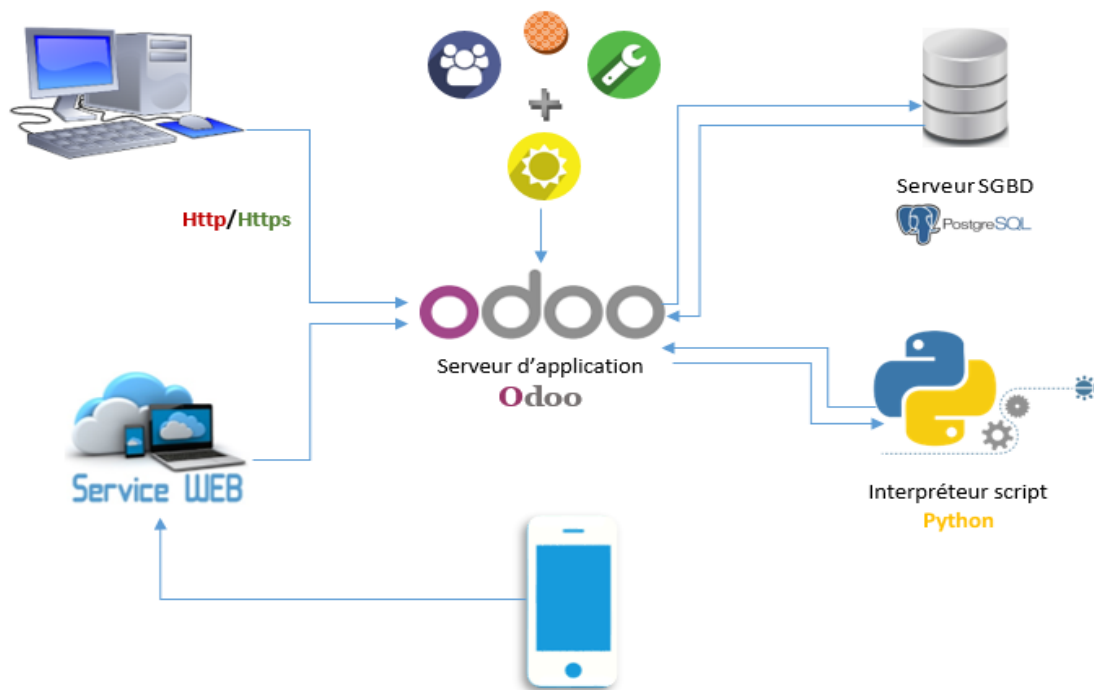 Http/Https
Serveur SGBD
PostgreSQL
odoo
Serveur d'application
Odoo
Service WEB
Interpréteur script
Python